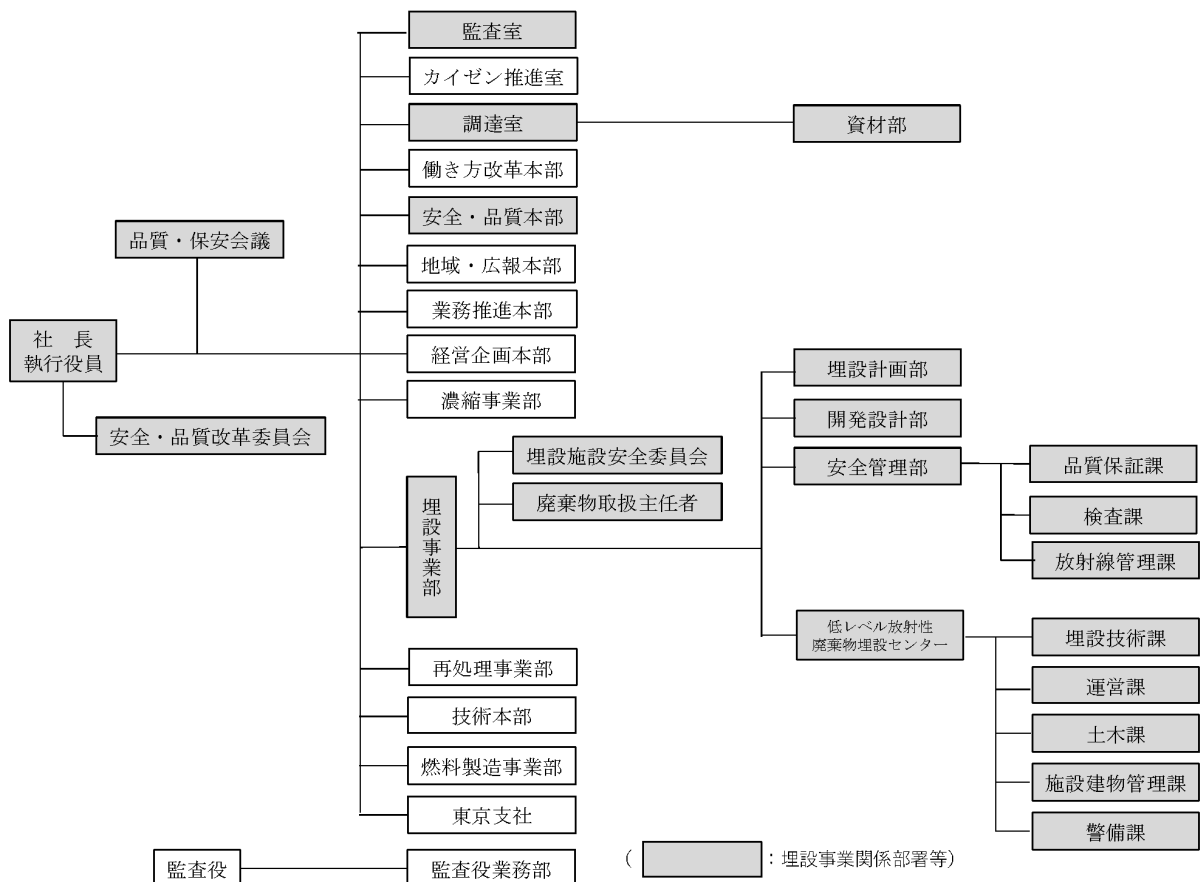 監査室
カイゼン推進室
調達室
資材部
働き方改革本部
安全・品質本部
品質・保安会議
地域・広報本部
業務推進本部
社　長
執行役員
経営企画本部
濃縮事業部
安全・品質改革委員会
埋設事業部
埋設施設安全委員会
廃棄物取扱主任者
埋設計画部
開発設計部
安全管理部
品質保証課
検査課
放射線管理課
低レベル放射性
廃棄物埋設センター
埋設技術課
運営課
土木課
施設建物管理課
警備課
再処理事業部
技術本部
燃料製造事業部
東京支社
監査役
監査役業務部
(　　　：埋設事業関係部署等)